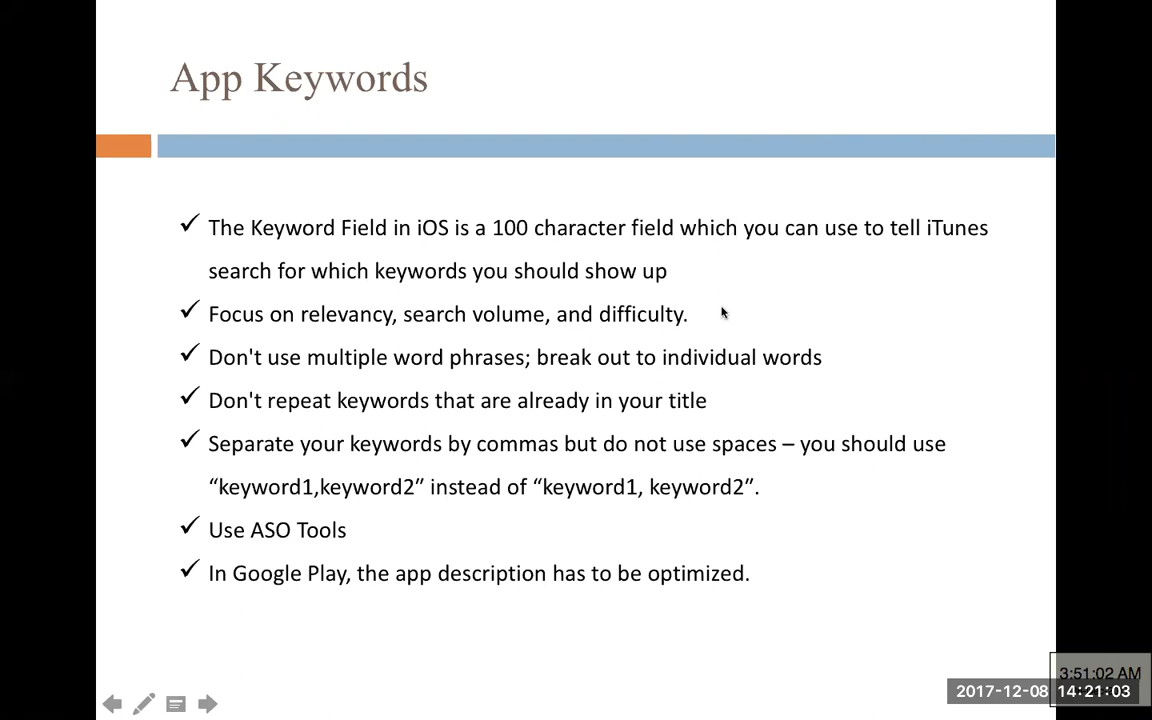 App Keywords
✓ The Keyword Field in iOS is a 100 character field which you can use to tell iTunes
search for which keywords you should show up
✓ Focus on relevancy, search volume, and difficulty.
✓ Don't use multiple word phrases; break out to individual words
✓ Don't repeat keywords that are already in your title
✓ Separate your keywords by commas but do not use spaces – you should use
“keyword1,keyword2” instead of “keyword1, keyword2”.
✓ Use ASO Tools
✓ In Google Play, the app description has to be optimized.
3:51:02 AM
2017-12-08 14:21:03